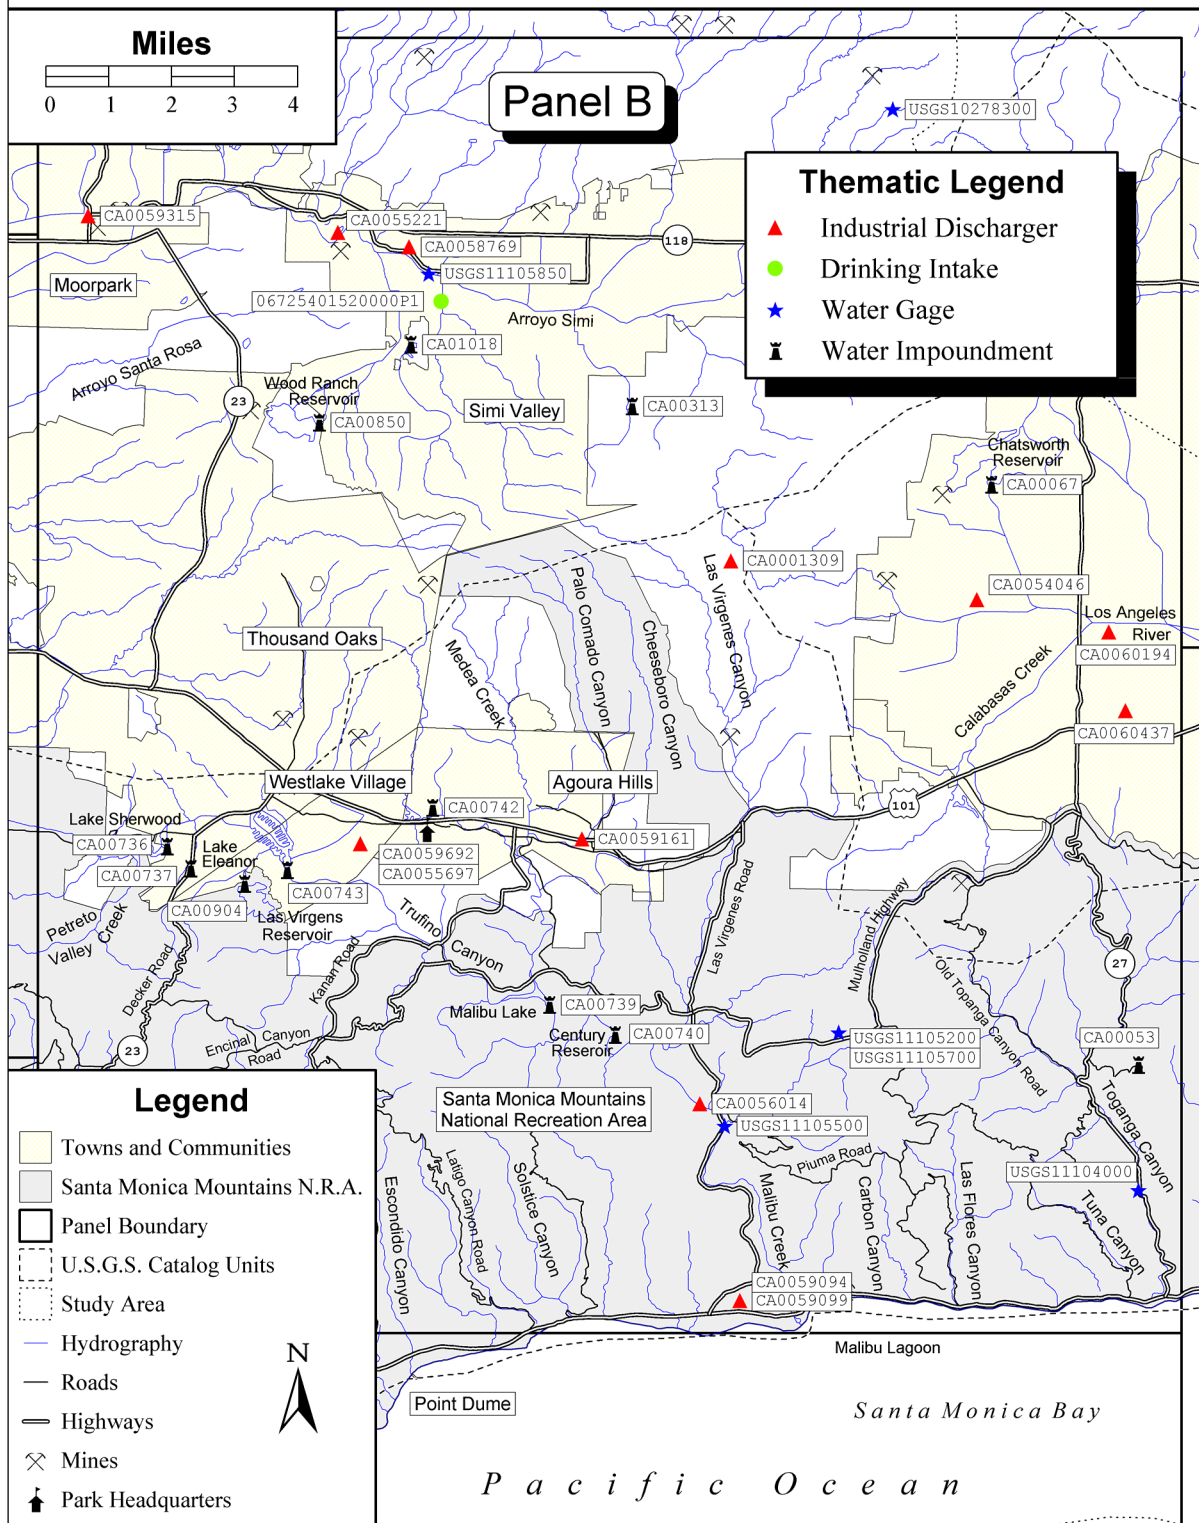 Miles
0 1 2 3 4
Panel B
USGS10278300
Thematic Legend
Industrial Discharger
Drinking Intake
Water Gage
Water Impoundment
CA0059315
CA0055221
CA0058769
118
USGS11105850
Moorpark
06725401520000P1
Arroyo Simi
CA01018
Arroyo Santa Rosa
Wood Ranch
Reservoir
23
CA00850
Simi Valley
CA00313
Chatsworth
Reservoir
CA00067
CA0001309
CA0054046
Las Virgenes Canyon
Palo Comado Canyon
Cheeseboro Canyon
Los Angeles
River
CA0060194
Thousand Oaks
Medea Creek
Calabasas Creek
CA0060437
Westlake Village
Agoura Hills
101
CA00742
Lake Sherwood
CA00736
Lake
Eleanor
CA0059161
CA0059692
CA0055697
CA00737
CA00743
CA00904
Las Virgens
Reservoir
Petreto
Valley Creek
Trufino
Canyon
Las Virgenes Road
Mulholland Highway
Decker Road
Kanan Road
Old Topanga Canyon Road
27
Malibu Lake
CA00739
Century
Reseroir
CA00740
USGS11105200
USGS11105700
CA00053
Encinal Canyon
Road
23
Santa Monica Mountains
National Recreation Area
CA0056014
USGS11105500
Toganga Canyon
Piuma Road
USGS11104000
Escondido Canyon
Latigo Canyon Road
Solstice Canyon
Malibu Creek
Carbon Canyon
Las Flores Canyon
Tuna Canyon
CA0059094
CA0059099
Malibu Lagoon
Point Dume
Santa Monica Bay
Pacific Ocean
Legend
Towns and Communities
Santa Monica Mountains N.R.A.
Panel Boundary
U.S.G.S. Catalog Units
Study Area
Hydrography
Roads
Highways
Mines
Park Headquarters
N